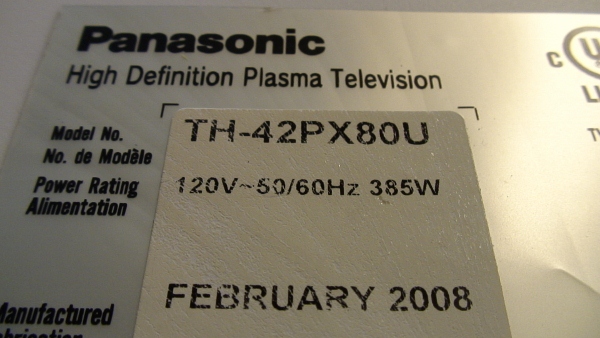 Panasonic
High Definition Plasma Television
C UL
Model No.
No. de Modèle
TH-42PX80U
Power Rating
Alimentation
120V~50/60Hz 385W
Manufactured
FEBRUARY 2008